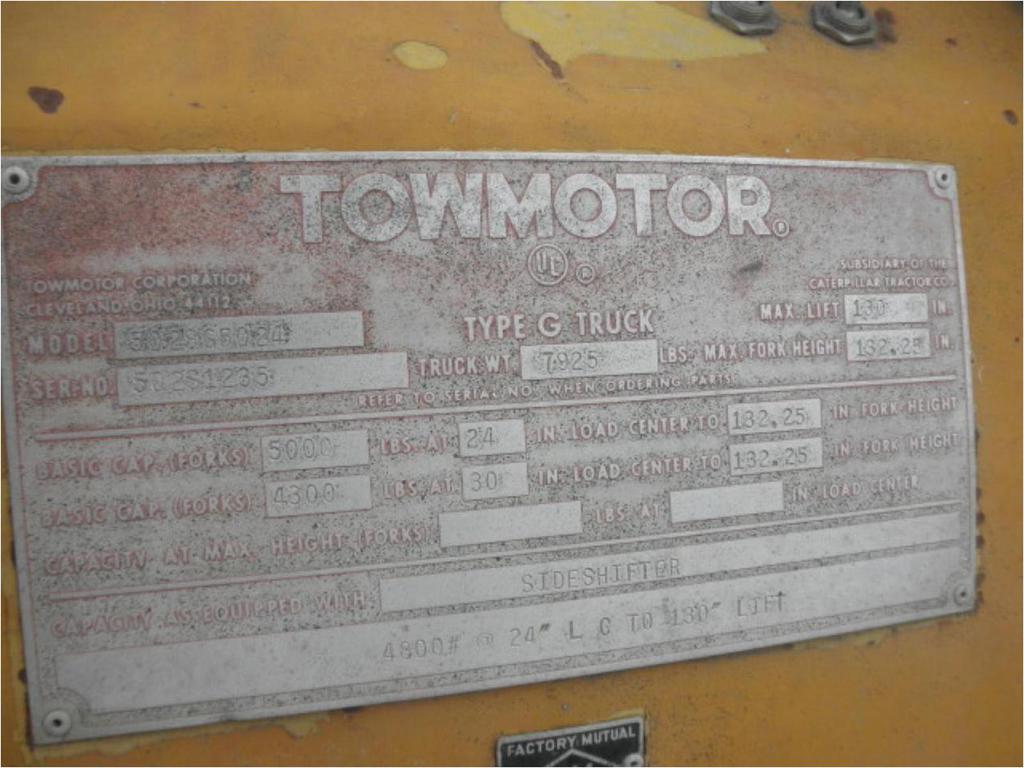 TOWMOTOR®
UL ®
TOWMOTOR CORPORATION
CLEVELAND, OHIO 44112
SUBSIDIARY OF THE
CATERPILLAR TRACTOR CO
MODEL TYPE G TRUCK MAX. LIFT 130 IN.
SER. NO. 502S1235 TRUCK WT. 7925 LBS. MAX. FORK HEIGHT 132.25 IN.
REFER TO SERIAL NO. WHEN ORDERING PARTS
BASIC CAP. (FORKS) 5000 LBS. AT 24 IN. LOAD CENTER TO 132.25 IN. FORK HEIGHT
BASIC CAP. (FORKS) 4300 LBS. AT 30 IN. LOAD CENTER TO 132.25 IN. FORK HEIGHT
CAPACITY AT MAX. HEIGHT (FORKS) LBS. AT IN. LOAD CENTER
CAPACITY AS EQUIPPED WITH SIDESHIFTER
4800# @ 24" L C TO 130" LIFT
FACTORY MUTUAL